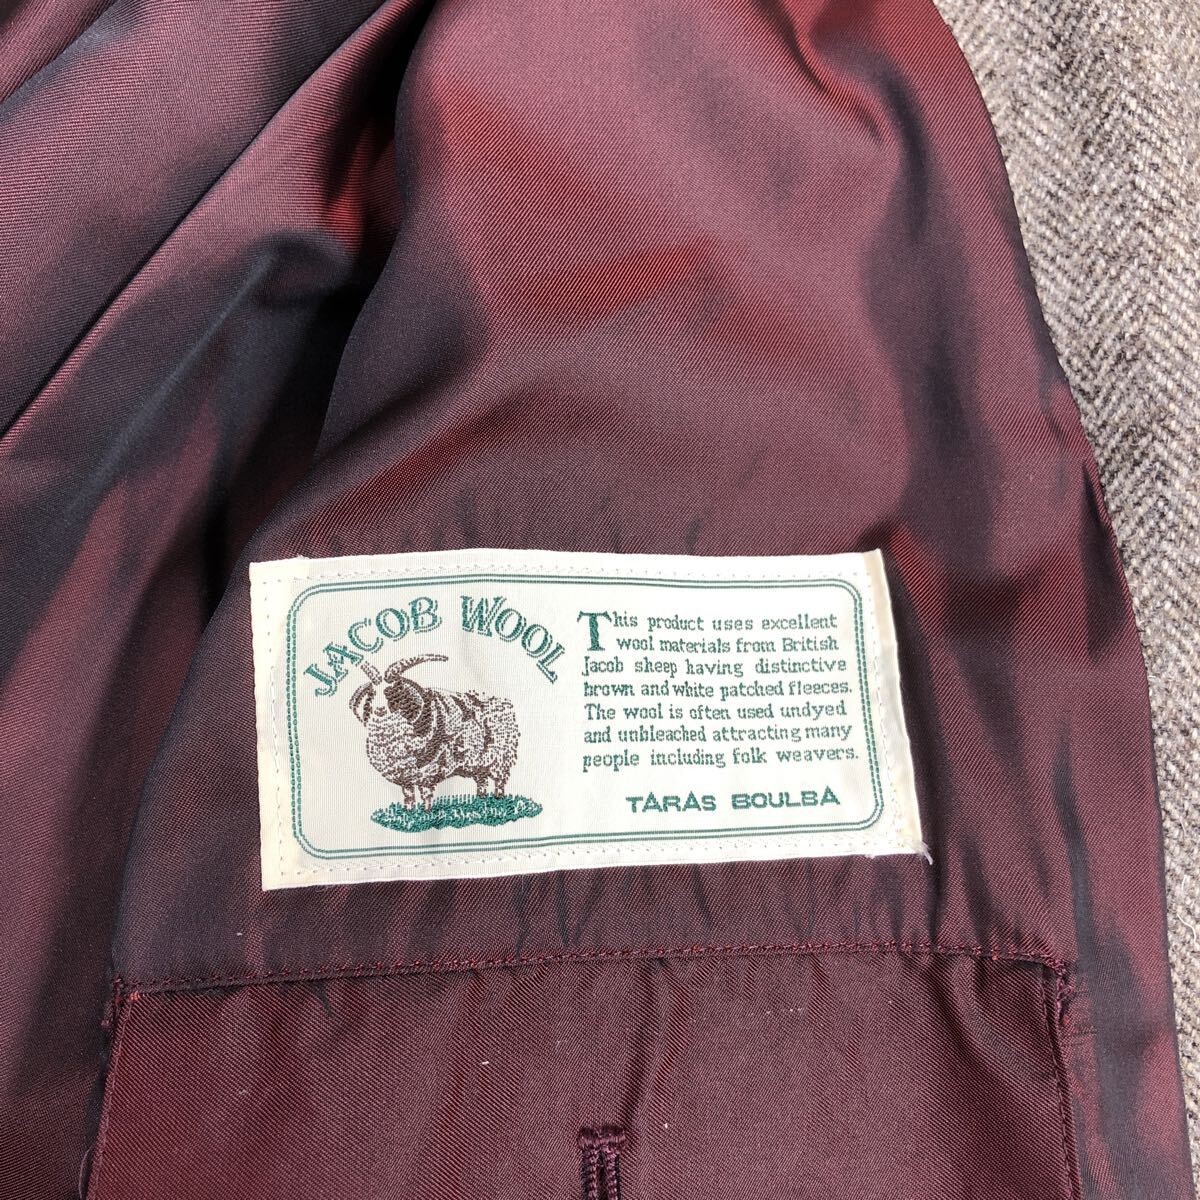 JACOB WOOL
This product uses excellent
wool materials from British
Jacob sheep having distinctive
brown and white patched fleeces.
The wool is often used undyed
and unbleached attracting many
people including folk weavers.
TARAS BOULBA